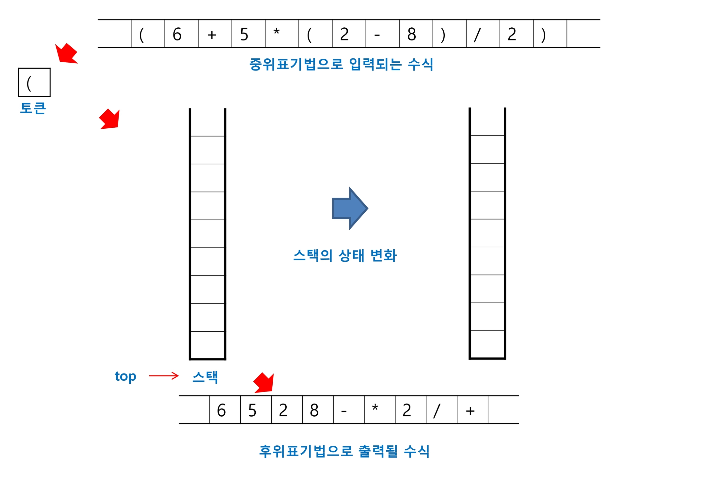 ( 6 + 5 * ( 2 - 8 ) / 2 )
중위표기법으로 입력되는 수식
(
토큰
스택의 상태 변화
top
스택
6 5 2 8 - * 2 / +
후위표기법으로 출력될 수식